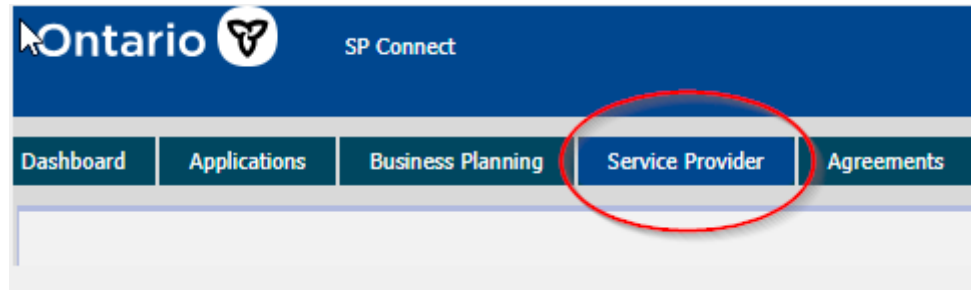 Ontario SP Connect
Dashboard Applications Business Planning Service Provider Agreements